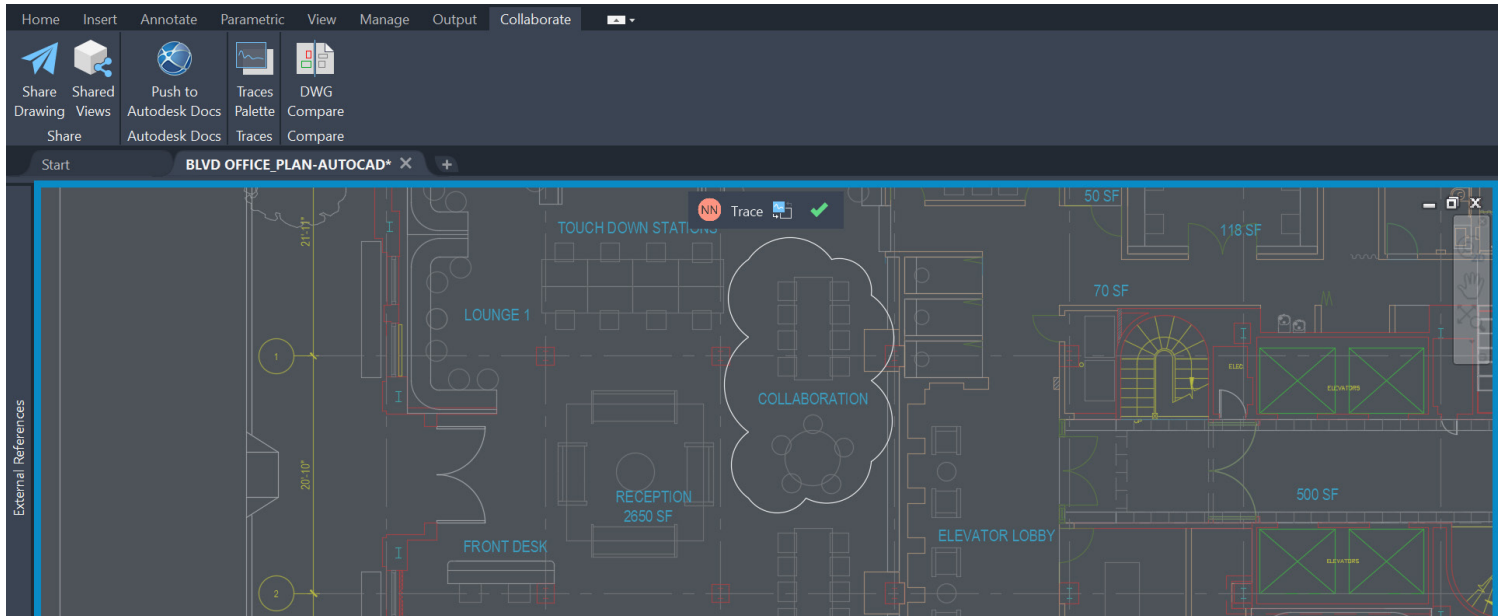 Home Insert Annotate Parametric View Manage Output Collaborate
Share Drawing
Shared Views
Push to Autodesk Docs
Traces Palette
DWG Compare
Share Autodesk Docs Traces Compare
Start BLVD OFFICE_PLAN-AUTOCAD*
External References
NN Trace
50 SF
21'-11"
TOUCH DOWN STATIONS
118 SF
70 SF
LOUNGE 1
1
ELEC.
ELEVATORS
COLLABORATION
20'-10"
RECEPTION
2650 SF
500 SF
FRONT DESK
ELEVATOR LOBBY
ELEVATORS
2